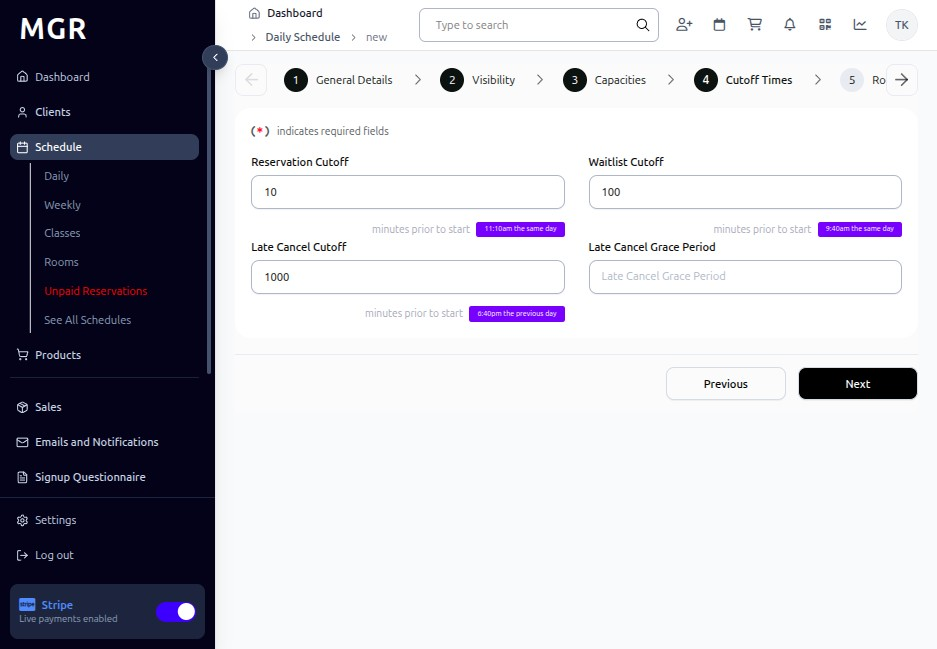 MGR
Dashboard
Clients
Schedule
Daily
Weekly
Classes
Rooms
Unpaid Reservations
See All Schedules
Products
Sales
Emails and Notifications
Signup Questionnaire
Settings
Log out
stripe Stripe
Live payments enabled
Dashboard
Daily Schedule > new
Type to search
TK
1 General Details
2 Visibility
3 Capacities
4 Cutoff Times
5 Ro
(*) indicates required fields
Reservation Cutoff
10
minutes prior to start 11:10am the same day
Waitlist Cutoff
100
minutes prior to start 9:40am the same day
Late Cancel Cutoff
1000
minutes prior to start 6:40pm the previous day
Late Cancel Grace Period
Late Cancel Grace Period
Previous
Next